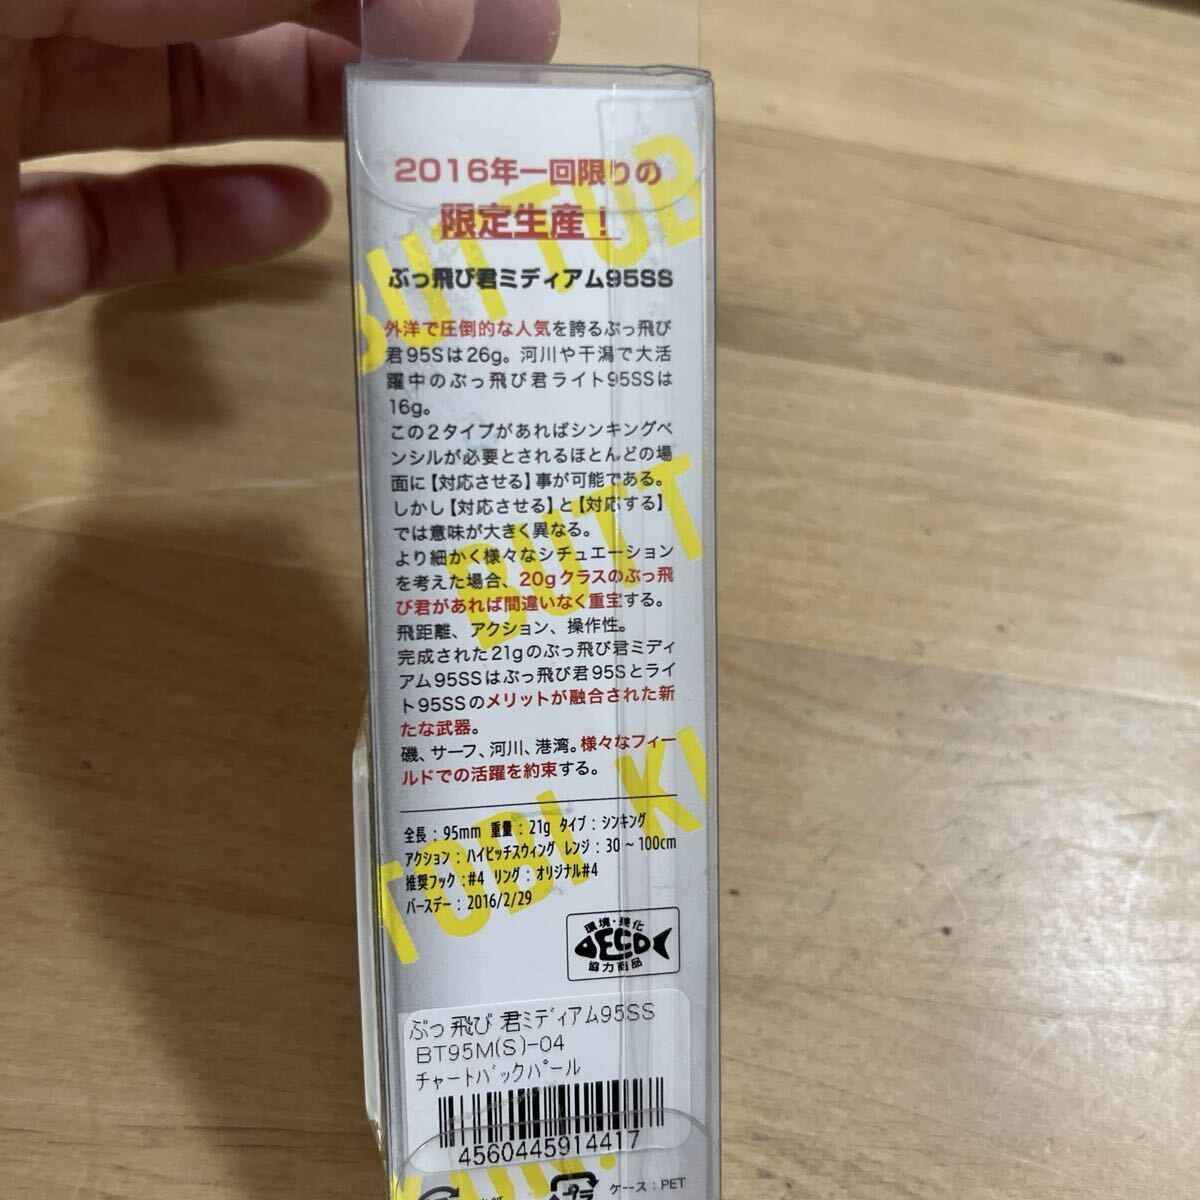 2016年一回限りの
限定生産！
ぶっ飛び君ミディアム95SS
外洋で圧倒的な人気を誇るぶっ飛び
君95Sは26g。河川や干潟で大活
躍中のぶっ飛び君ライト95SSは
16g。
この2タイプがあればシンキングペ
ンシルが必要とされるほとんどの場
面に【対応させる】事が可能である。
しかし【対応させる】と【対応する】
では意味が大きく異なる。
より細かく様々なシチュエーション
を考えた場合、20gクラスのぶっ飛
び君があれば間違いなく重宝する。
飛距離、アクション、操作性。
完成された21gのぶっ飛び君ミディ
アム95SSはぶっ飛び君95Sとライ
ト95SSのメリットが融合された新
たな武器。
磯、サーフ、河川、港湾。様々なフィー
ルドでの活躍を約束する。
全長：95mm 重量：21g タイプ：シンキング
アクション：ハイピッチスウィング レンジ：30～100cm
推奨フック：#4 リング：オリジナル#4
バースデー：2016/2/29
環境・美化
ECO
協力商品
ぶっ飛び 君ﾐﾃﾞｨｱﾑ95SS
BT95M(S)-04
ﾁｬｰﾄﾊﾞｯｸﾊﾟｰﾙ
4560445914417
プラ
ケース：PET
BUTTOB
BUTT
TOBI KI